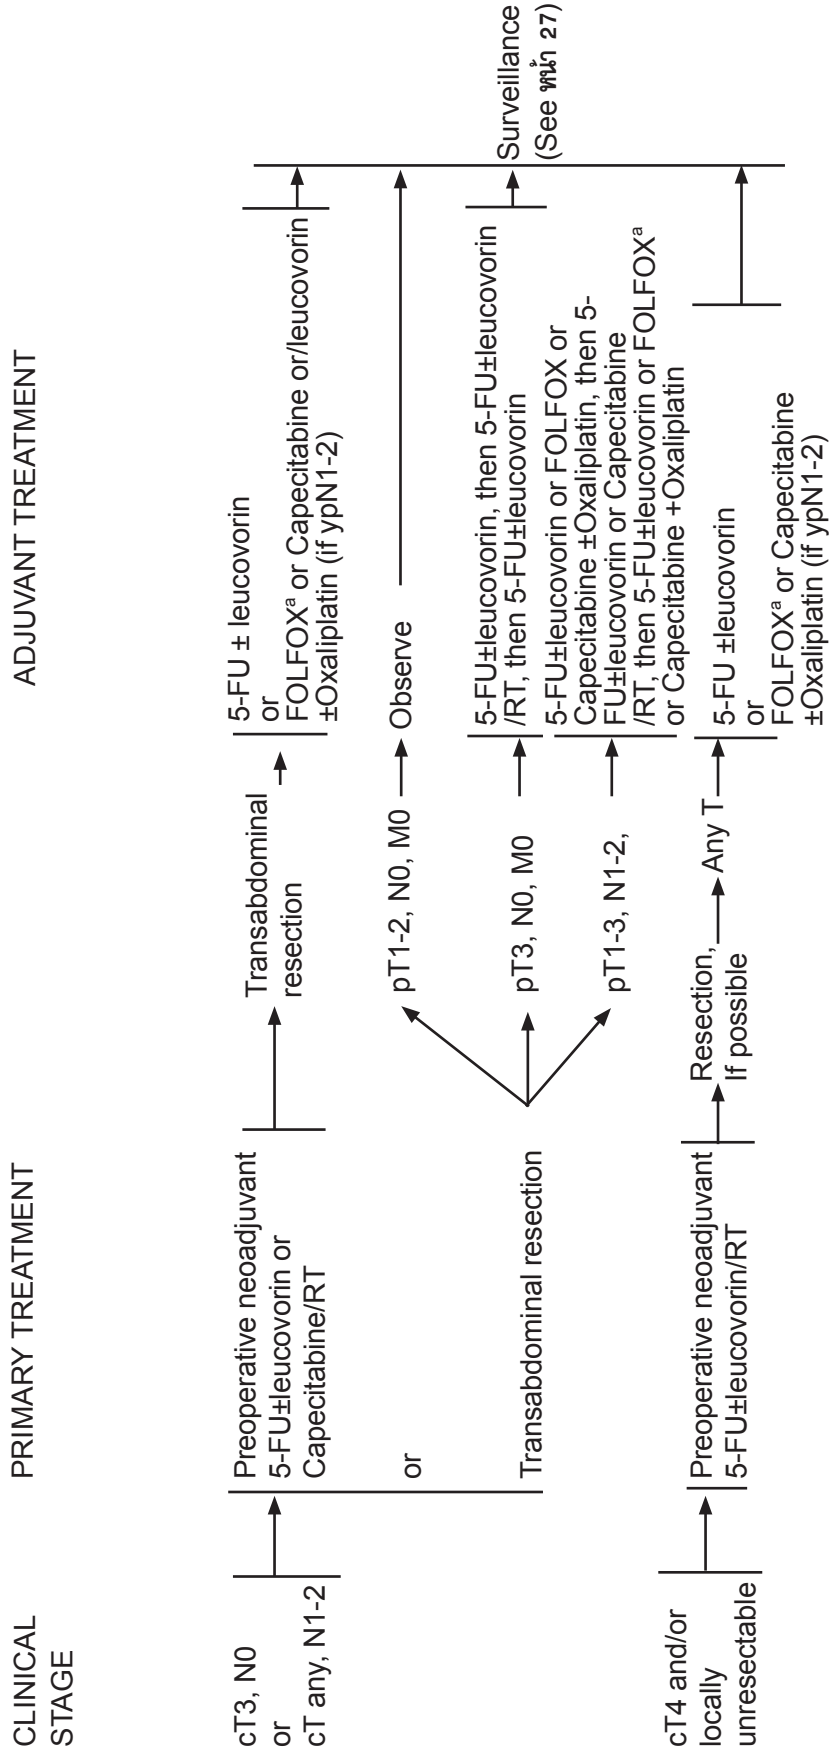 CLINICAL
STAGE
PRIMARY TREATMENT
ADJUVANT TREATMENT
cT3, N0
or
cT any, N1-2
Preoperative neoadjuvant
5-FU±leucovorin or
Capecitabine/RT
or
Transabdominal resection
Transabdominal
resection
5-FU ± leucovorin
or
FOLFOXᵃ or Capecitabine or/leucovorin
±Oxaliplatin (if ypN1-2)
pT1-2, N0, M0
Observe
pT3, N0, M0
5-FU±leucovorin, then 5-FU±leucovorin
/RT, then 5-FU±leucovorin
pT1-3, N1-2,
5-FU±leucovorin or FOLFOX or
Capecitabine ±Oxaliplatin, then 5-
FU±leucovorin or Capecitabine
/RT, then 5-FU±leucovorin or FOLFOXᵃ
or Capecitabine +Oxaliplatin
Surveillance
(See หน้า 27)
cT4 and/or
locally
unresectable
Preoperative neoadjuvant
5-FU±leucovorin/RT
Resection,
If possible
Any T
5-FU ±leucovorin
or
FOLFOXᵃ or Capecitabine
±Oxaliplatin (if ypN1-2)